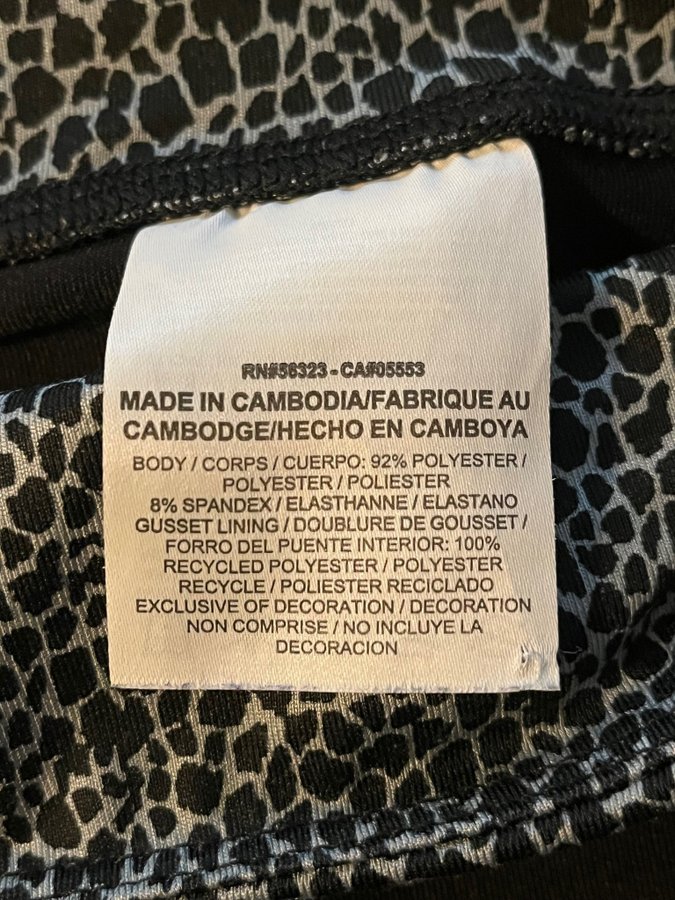 RN#56323 - CA#05553
MADE IN CAMBODIA/FABRIQUE AU
CAMBODGE/HECHO EN CAMBOYA
BODY / CORPS / CUERPO: 92% POLYESTER /
POLYESTER / POLIESTER
8% SPANDEX / ELASTHANNE / ELASTANO
GUSSET LINING / DOUBLURE DE GOUSSET /
FORRO DEL PUENTE INTERIOR: 100%
RECYCLED POLYESTER / POLYESTER
RECYCLE / POLIESTER RECICLADO
EXCLUSIVE OF DECORATION / DECORATION
NON COMPRISE / NO INCLUYE LA
DECORACION